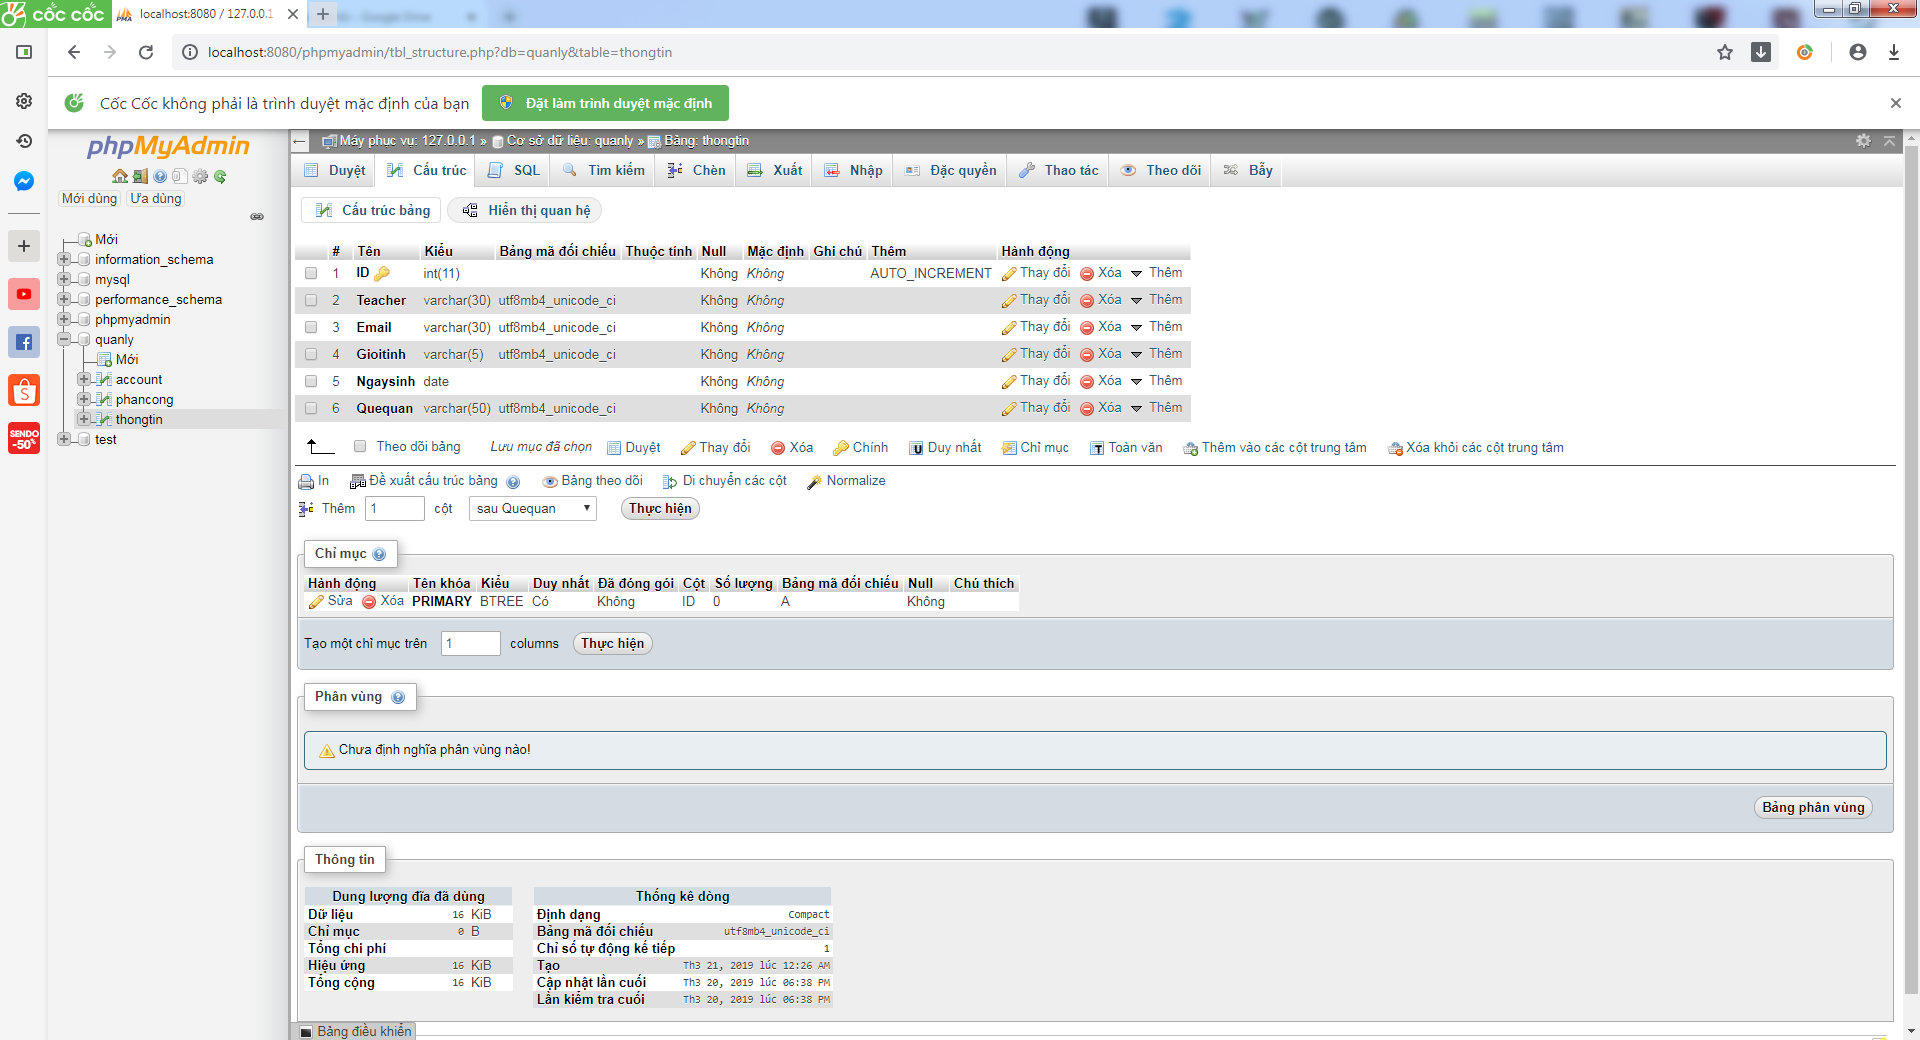 cốc cốc
localhost:8080 / 127.0.0.1
localhost:8080/phpmyadmin/tbl_structure.php?db=quanly&table=thongtin
Cốc Cốc không phải là trình duyệt mặc định của bạn
Đặt làm trình duyệt mặc định
SENDO
-50%
phpMyAdmin
Mới dùng Ưa dùng
Mới
information_schema
mysql
performance_schema
phpmyadmin
quanly
Mới
account
phancong
thongtin
test
Máy phục vụ: 127.0.0.1 » Cơ sở dữ liệu: quanly » Bảng: thongtin
Duyệt Cấu trúc SQL Tìm kiếm Chèn Xuất Nhập Đặc quyền Thao tác Theo dõi Bẫy
Cấu trúc bảng Hiển thị quan hệ
# Tên Kiểu Bảng mã đối chiếu Thuộc tính Null Mặc định Ghi chú Thêm Hành động
1 ID int(11) Không Không AUTO_INCREMENT Thay đổi Xóa Thêm
2 Teacher varchar(30) utf8mb4_unicode_ci Không Không Thay đổi Xóa Thêm
3 Email varchar(30) utf8mb4_unicode_ci Không Không Thay đổi Xóa Thêm
4 Gioitinh varchar(5) utf8mb4_unicode_ci Không Không Thay đổi Xóa Thêm
5 Ngaysinh date Không Không Thay đổi Xóa Thêm
6 Quequan varchar(50) utf8mb4_unicode_ci Không Không Thay đổi Xóa Thêm
Theo dõi bảng Lưu mục đã chọn Duyệt Thay đổi Xóa Chính Duy nhất Chỉ mục Toàn văn Thêm vào các cột trung tâm Xóa khỏi các cột trung tâm
In Đề xuất cấu trúc bảng Bảng theo dõi Di chuyển các cột Normalize
Thêm 1 cột sau Quequan Thực hiện
Chỉ mục
Hành động Tên khóa Kiểu Duy nhất Đã đóng gói Cột Số lượng Bảng mã đối chiếu Null Chú thích
Sửa Xóa PRIMARY BTREE Có Không ID 0 A Không
Tạo một chỉ mục trên 1 columns Thực hiện
Phân vùng
Chưa định nghĩa phân vùng nào!
Bảng phân vùng
Thông tin
Dung lượng đĩa đã dùng
Dữ liệu 16 KiB
Chỉ mục 0 B
Tổng chi phí
Hiệu ứng 16 KiB
Tổng cộng 16 KiB
Thống kê dòng
Định dạng Compact
Bảng mã đối chiếu utf8mb4_unicode_ci
Chỉ số tự động kế tiếp 1
Tạo Th3 21, 2019 lúc 12:26 AM
Cập nhật lần cuối Th3 20, 2019 lúc 06:38 PM
Lần kiểm tra cuối Th3 20, 2019 lúc 06:38 PM
Bảng điều khiển